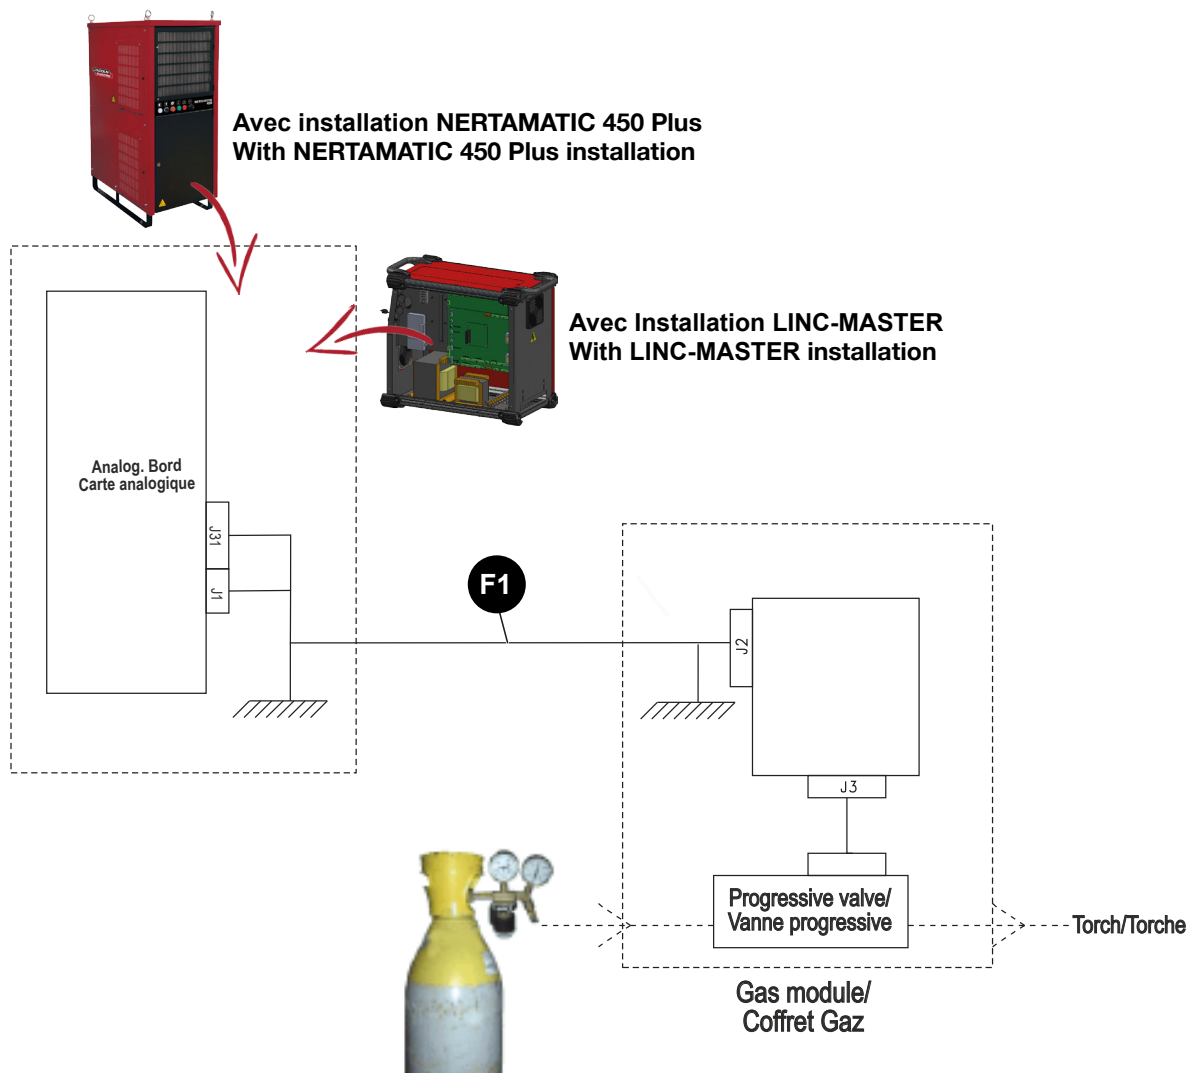 Avec installation NERTAMATIC 450 Plus
With NERTAMATIC 450 Plus installation
Avec Installation LINC-MASTER
With LINC-MASTER installation
Analog. Bord
Carte analogique
J31
J1
F1
J2
J3
Progressive valve/
Vanne progressive
Torch/Torche
Gas module/
Coffret Gaz